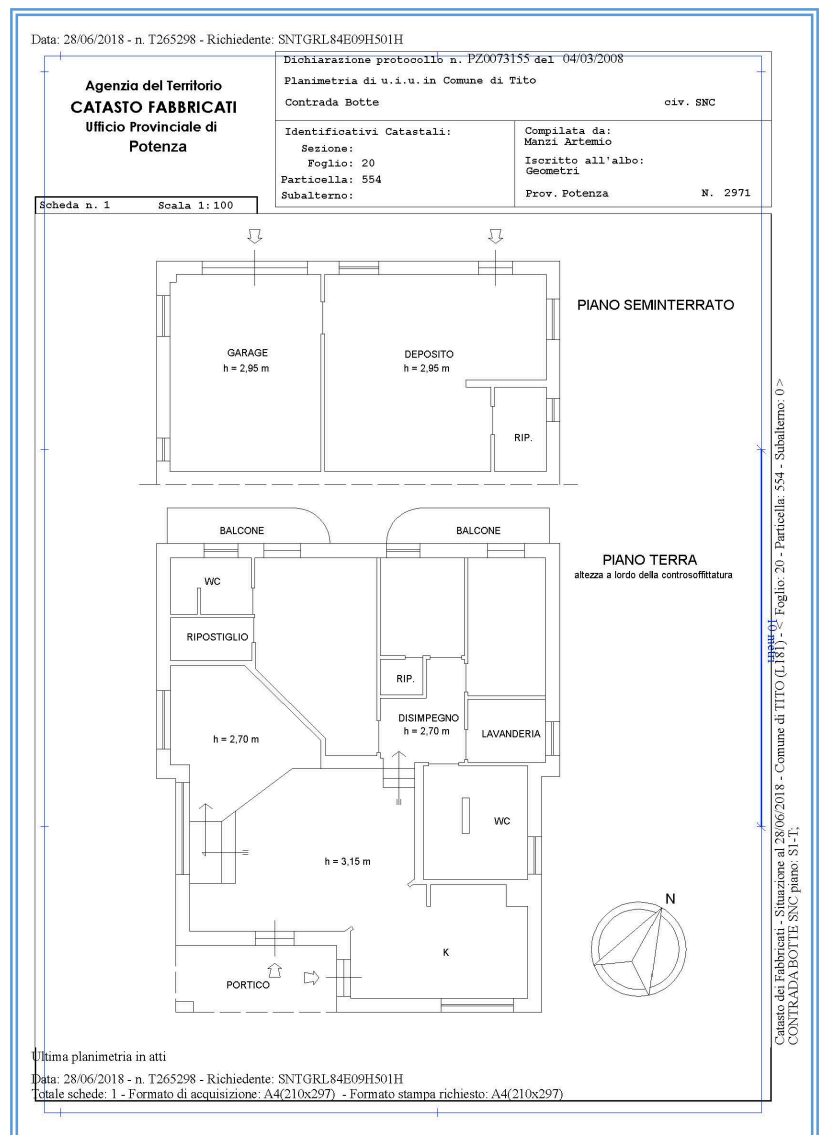 Data: 28/06/2018 - n. T265298 - Richiedente: SNTGRL84E09H501H
Agenzia del Territorio
CATASTO FABBRICATI
Ufficio Provinciale di
Potenza
Dichiarazione protocollo n. PZ0073155 del 04/03/2008
Planimetria di u.i.u. in Comune di Tito
Contrada Botte civ. SNC
Identificativi Catastali:
Sezione:
Foglio: 20
Particella: 554
Subalterno:
Compilata da:
Manzi Artemio
Iscritto all'albo:
Geometri
Prov. Potenza N. 2971
Scheda n. 1 Scala 1:100
PIANO SEMINTERRATO
GARAGE
h = 2,95 m
DEPOSITO
h = 2,95 m
RIP.
BALCONE
BALCONE
PIANO TERRA
altezza a lordo della controsoffittatura
WC
RIPOSTIGLIO
RIP.
DISIMPEGNO
h = 2,70 m
h = 2,70 m
LAVANDERIA
WC
h = 3,15 m
K
PORTICO
N
10 metri
Catasto dei Fabbricati - Situazione al 28/06/2018 - Comune di TITO (L181) - < Foglio: 20 - Particella: 554 - Subalterno: 0 >
CONTRADA BOTTE SNC piano: S1-T;
Ultima planimetria in atti
Data: 28/06/2018 - n. T265298 - Richiedente: SNTGRL84E09H501H
Totale schede: 1 - Formato di acquisizione: A4(210x297) - Formato stampa richiesto: A4(210x297)